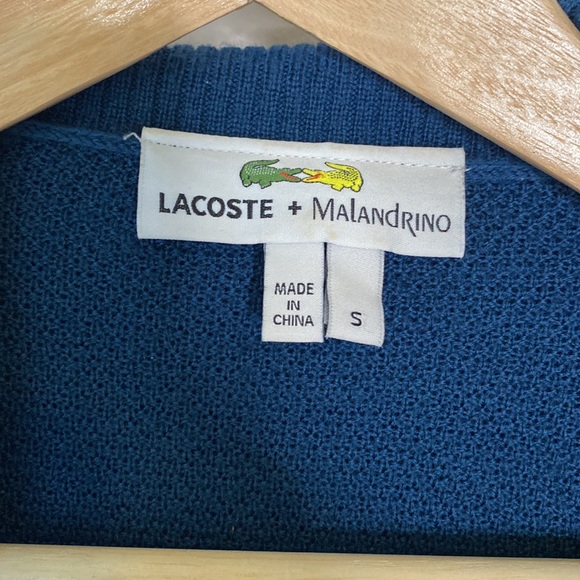 LACOSTE + MALANDRINO
MADE
IN
CHINA
S